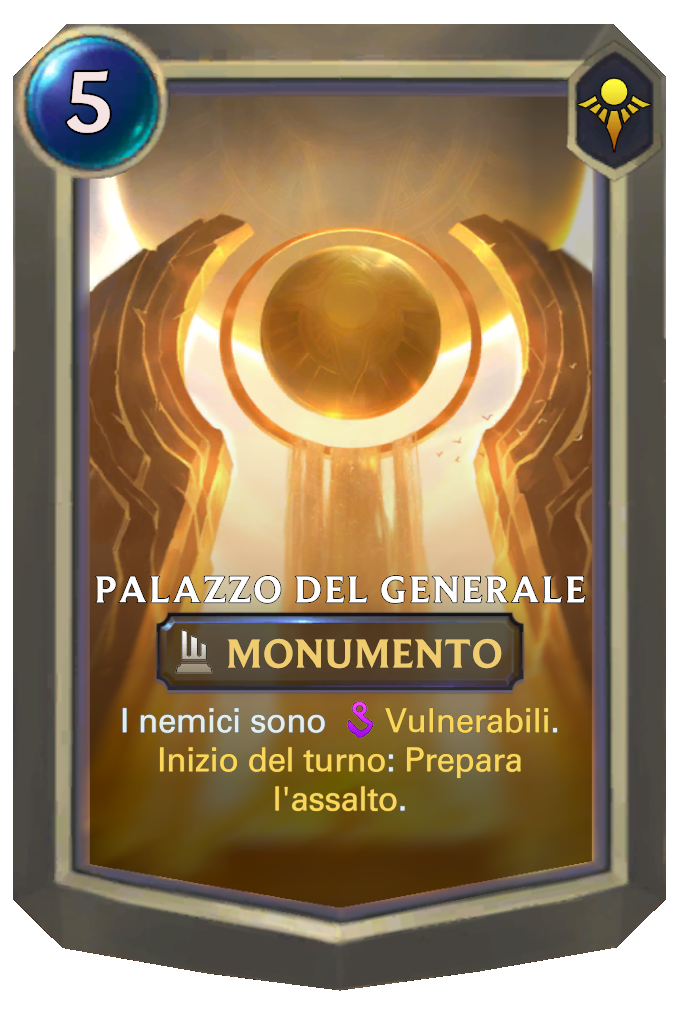 5
PALAZZO DEL GENERALE
MONUMENTO
I nemici sono Vulnerabili.
Inizio del turno: Prepara
l'assalto.